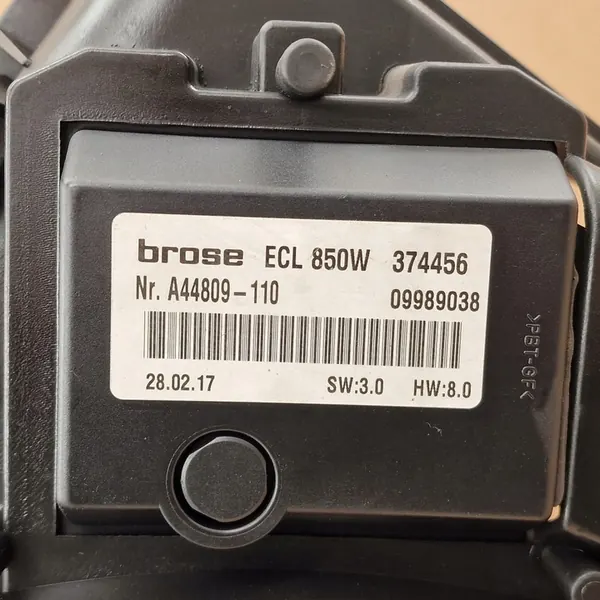 brose ECL 850W 374456
Nr. A44809-110 09989038
28.02.17 SW:3.0 HW:8.0
>PBT-GF<